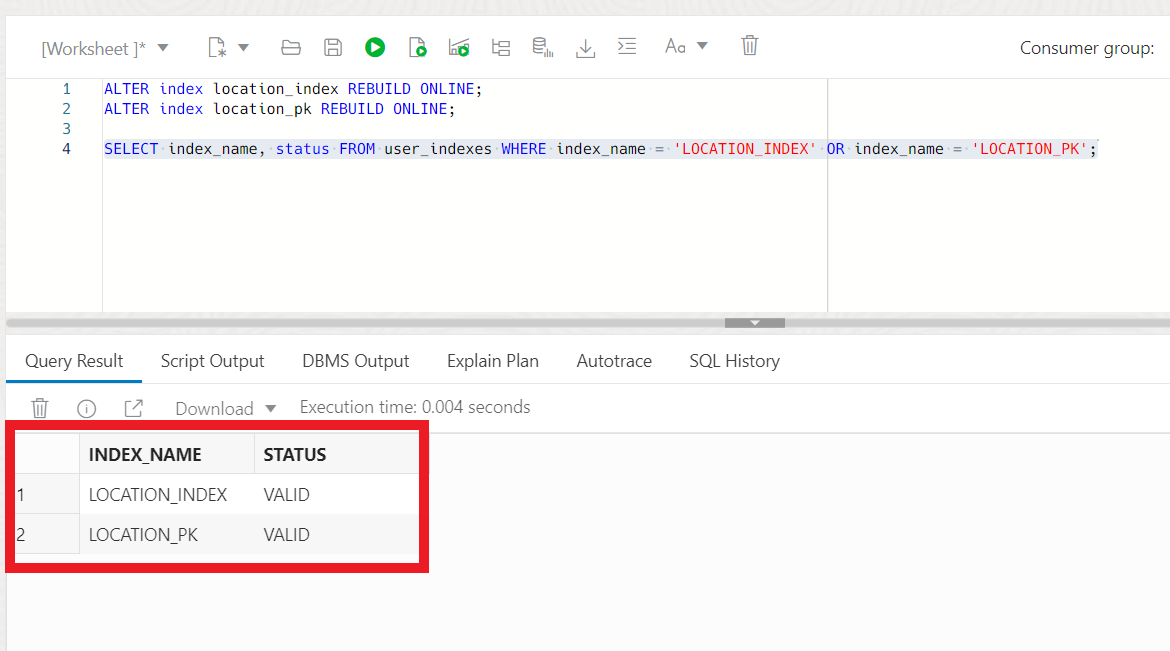 [Worksheet ]* Aa Consumer group:
1 ALTER index location_index REBUILD ONLINE;
2 ALTER index location_pk REBUILD ONLINE;
3
4 SELECT index_name, status FROM user_indexes WHERE index_name = 'LOCATION_INDEX' OR index_name = 'LOCATION_PK';
Query Result Script Output DBMS Output Explain Plan Autotrace SQL History
Download Execution time: 0.004 seconds
INDEX_NAME STATUS
1 LOCATION_INDEX VALID
2 LOCATION_PK VALID